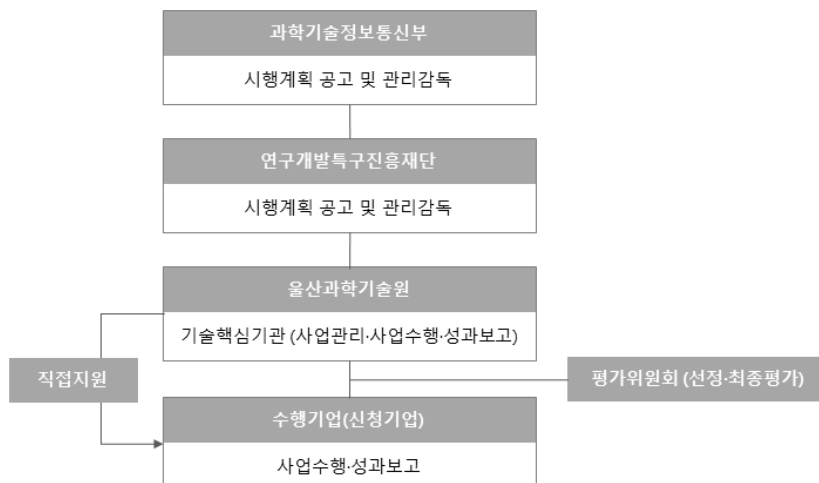 과학기술정보통신부
시행계획 공고 및 관리감독
연구개발특구진흥재단
시행계획 공고 및 관리감독
울산과학기술원
기술핵심기관 (사업관리·사업수행·성과보고)
직접지원
평가위원회 (선정·최종평가)
수행기업(신청기업)
사업수행·성과보고